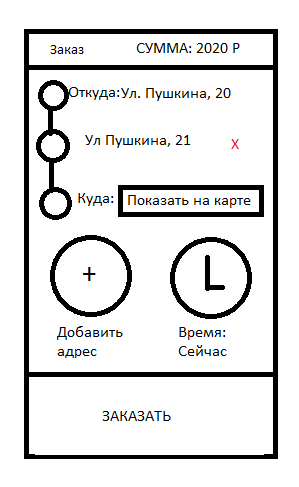 Заказ СУММА: 2020 Р
Откуда:Ул. Пушкина, 20
Ул Пушкина, 21 X
Куда: Показать на карте
+
Добавить адрес
Время: Сейчас
ЗАКАЗАТЬ